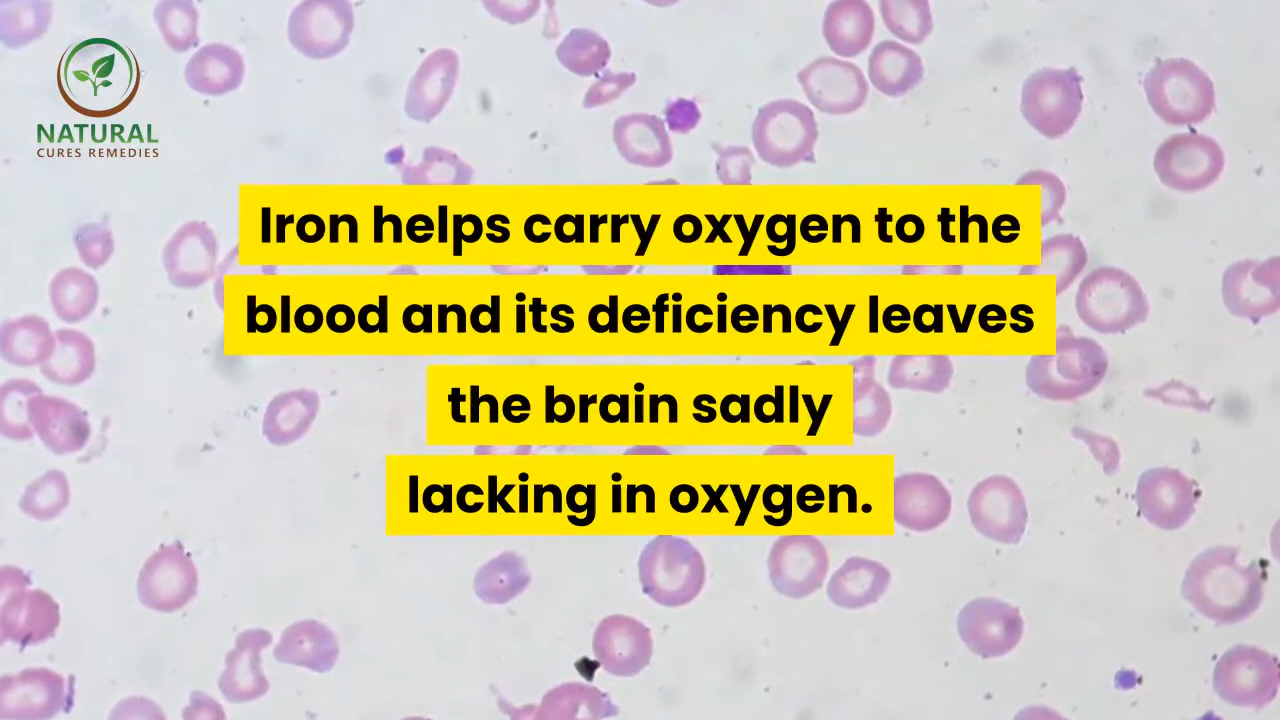 NATURAL
CURES REMEDIES
Iron helps carry oxygen to the
blood and its deficiency leaves
the brain sadly
lacking in oxygen.